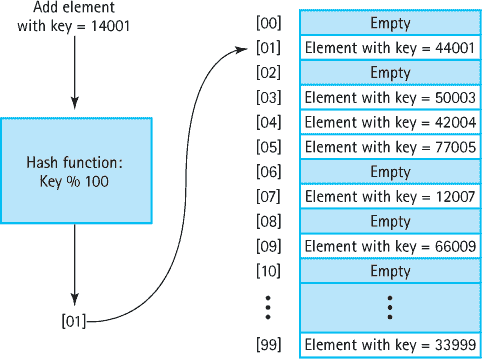 Add element
with key = 14001
Hash function:
Key % 100
[01]
[00] Empty
[01] Element with key = 44001
[02] Empty
[03] Element with key = 50003
[04] Element with key = 42004
[05] Element with key = 77005
[06] Empty
[07] Element with key = 12007
[08] Empty
[09] Element with key = 66009
[10] Empty
[99] Element with key = 33999